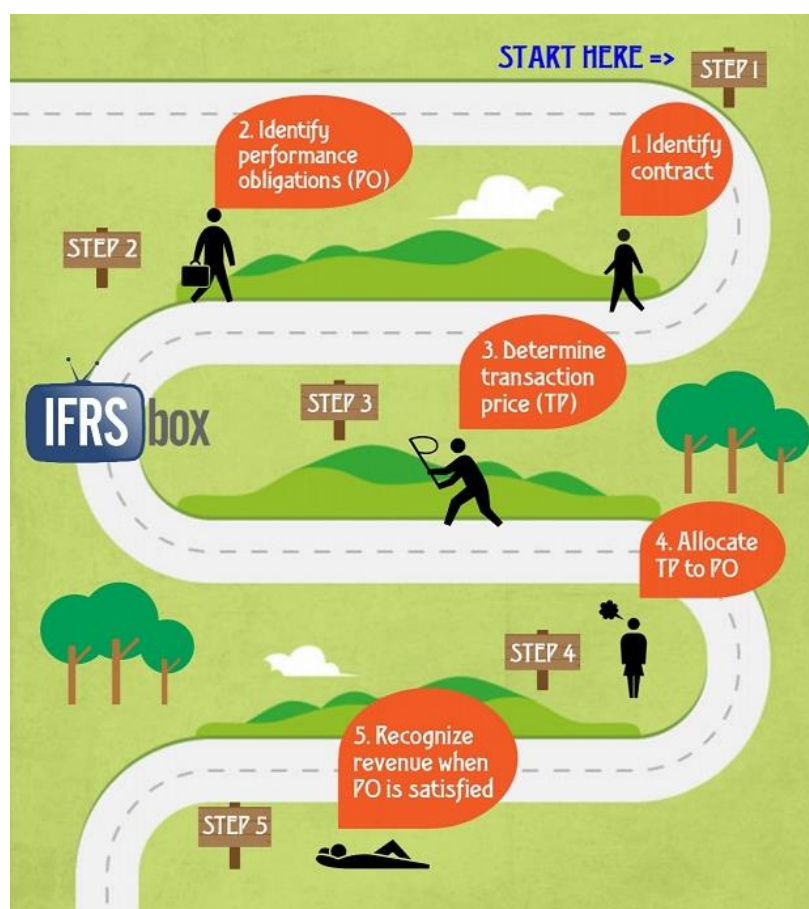 START HERE =>
STEP 1
1. Identify
contract
2. Identify
performance
obligations (PO)
STEP 2
3. Determine
transaction
price (TP)
STEP 3
IFRS box
4. Allocate
TP to PO
STEP 4
5. Recognize
revenue when
PO is satisfied
STEP 5